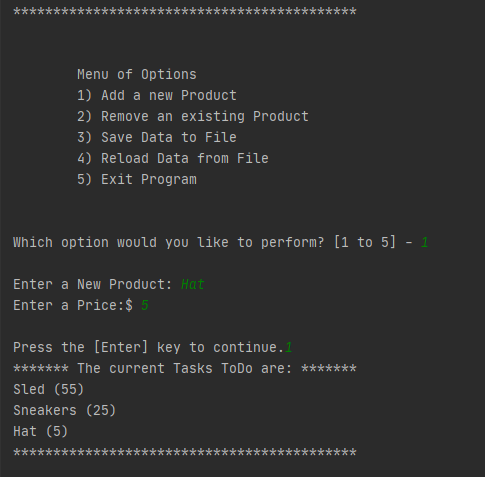 *******************************************
Menu of Options
1) Add a new Product
2) Remove an existing Product
3) Save Data to File
4) Reload Data from File
5) Exit Program
Which option would you like to perform? [1 to 5] - 1
Enter a New Product: Hat
Enter a Price:$ 5
Press the [Enter] key to continue.1
******* The current Tasks ToDo are: *******
Sled (55)
Sneakers (25)
Hat (5)
*******************************************